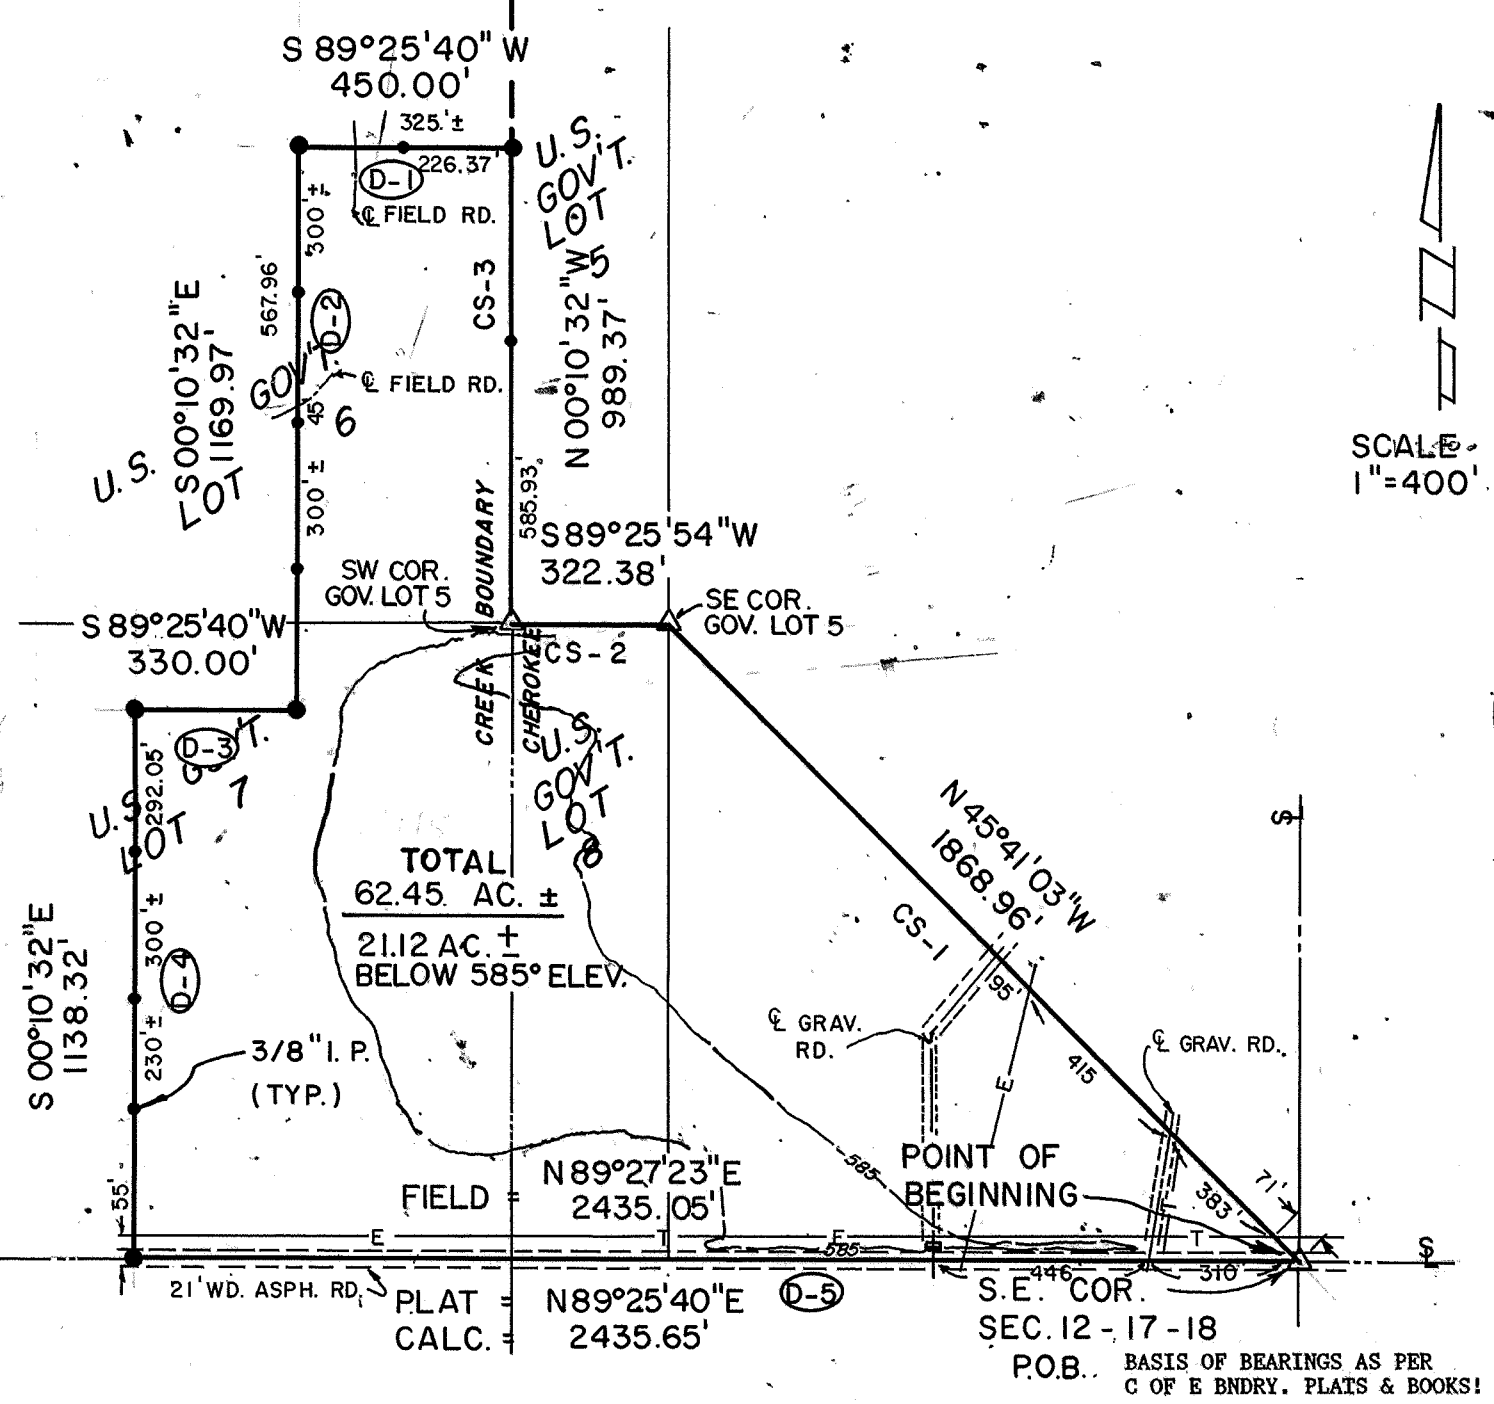 S 89°25'40" W
450.00'
325.'±
226.37'
D-1
℄ FIELD RD.
U.S.
GOV'T.
LOT
5
300'±
567.96'
D-2
CS-3
N 00°10'32"W
989.37'
S 00°10'32"E
1169.97'
GOV'T.
℄ FIELD RD.
45'
6
U.S.
LOT
300'±
585.93'
SCALE
1"=400'
BOUNDARY
S 89°25'54"W
322.38'
SW COR.
GOV. LOT 5
SE COR.
GOV. LOT 5
S 89°25'40"W
330.00'
CS-2
CREEK
CHEROKEE
D-3
U.S.
LOT
7
292.05'
U.S.
GOV'T.
LOT
8
N 45°41'03"W
1868.96'
CS-1
TOTAL
62.45 AC. ±
21.12 AC. ±
BELOW 585° ELEV.
S 00°10'32"E
1138.32'
300'±
D-4
230'±
3/8" I.P.
(TYP.)
95'
℄ GRAV.
RD.
E
415
℄ GRAV. RD.
585
POINT OF
BEGINNING
71'
383'
FIELD =
N 89°27'23"E
2435.05'
55'
E
T
E
T
585
21' WD. ASPH. RD.
446
310'
PLAT =
CALC. =
N 89°25'40"E
2435.65'
D-5
S.E. COR.
SEC. 12-17-18
P.O.B.
BASIS OF BEARINGS AS PER
C OF E BNDRY. PLATS & BOOKS!